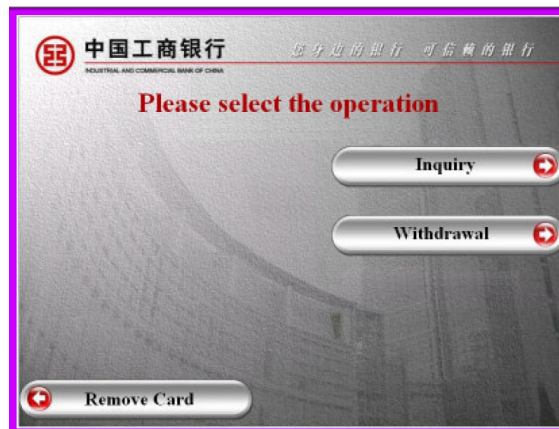 中国工商银行
INDUSTRIAL AND COMMERCIAL BANK OF CHINA
您身边的银行 可信赖的银行
Please select the operation
Inquiry
Withdrawal
Remove Card